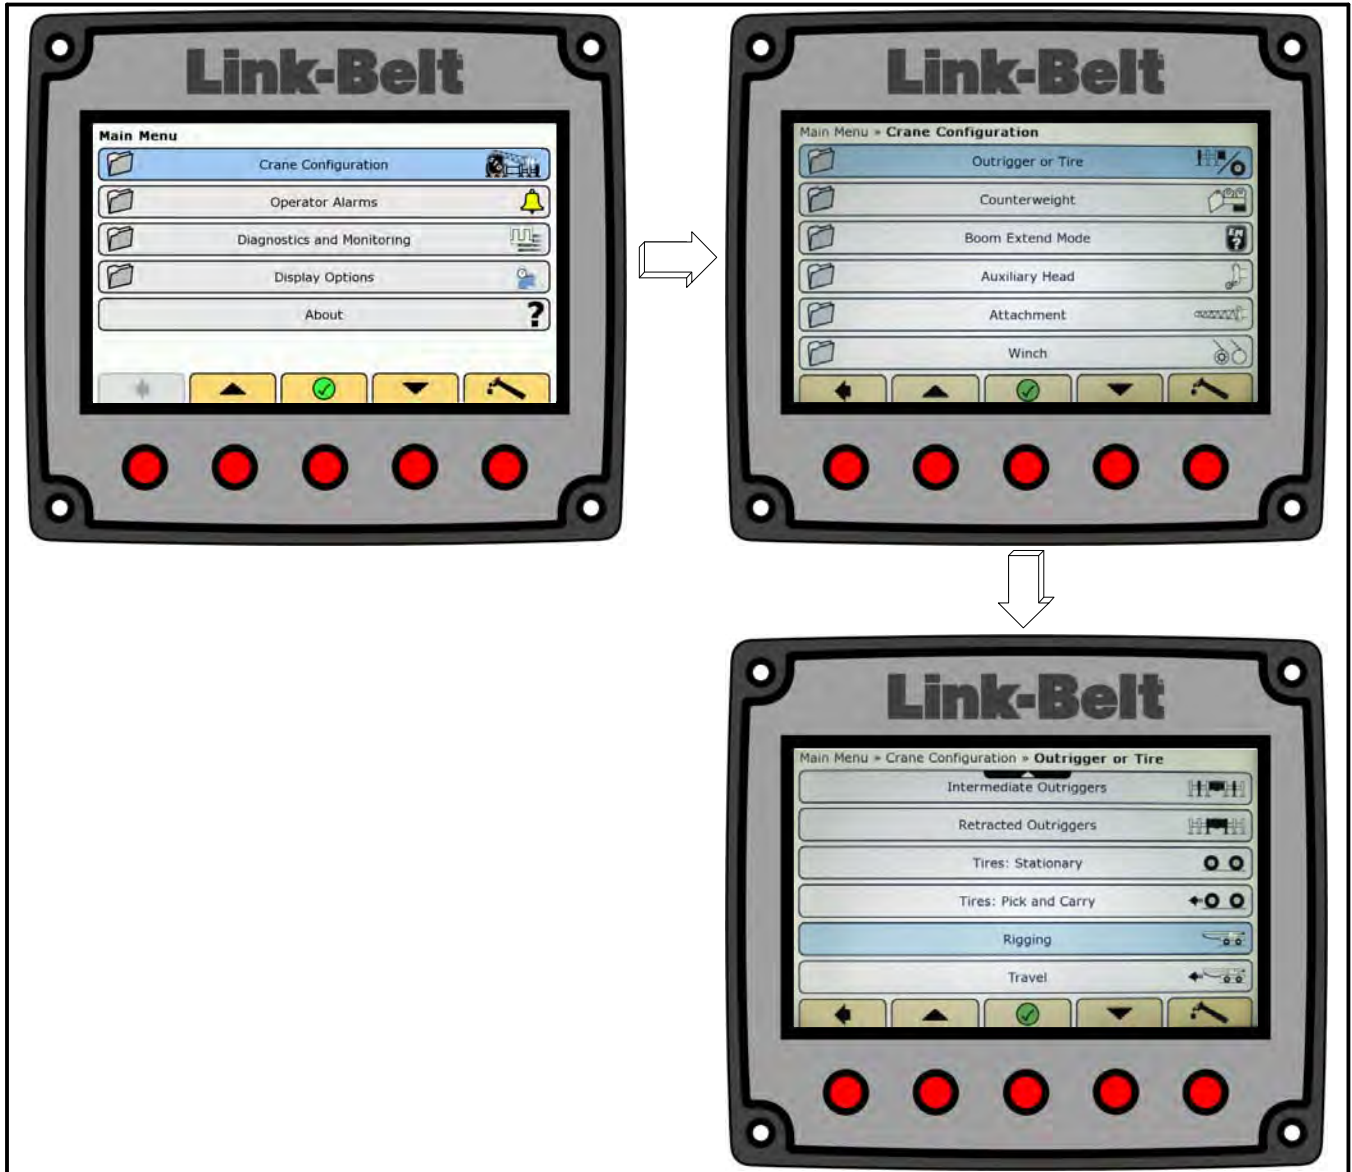 Link-Belt
Main Menu
Crane Configuration
Operator Alarms
Diagnostics and Monitoring
Display Options
About
?
Link-Belt
Main Menu » Crane Configuration
Outrigger or Tire
Counterweight
Boom Extend Mode
EM
?
Auxiliary Head
Attachment
Winch
Link-Belt
Main Menu » Crane Configuration » Outrigger or Tire
Intermediate Outriggers
Retracted Outriggers
Tires: Stationary
Tires: Pick and Carry
Rigging
Travel